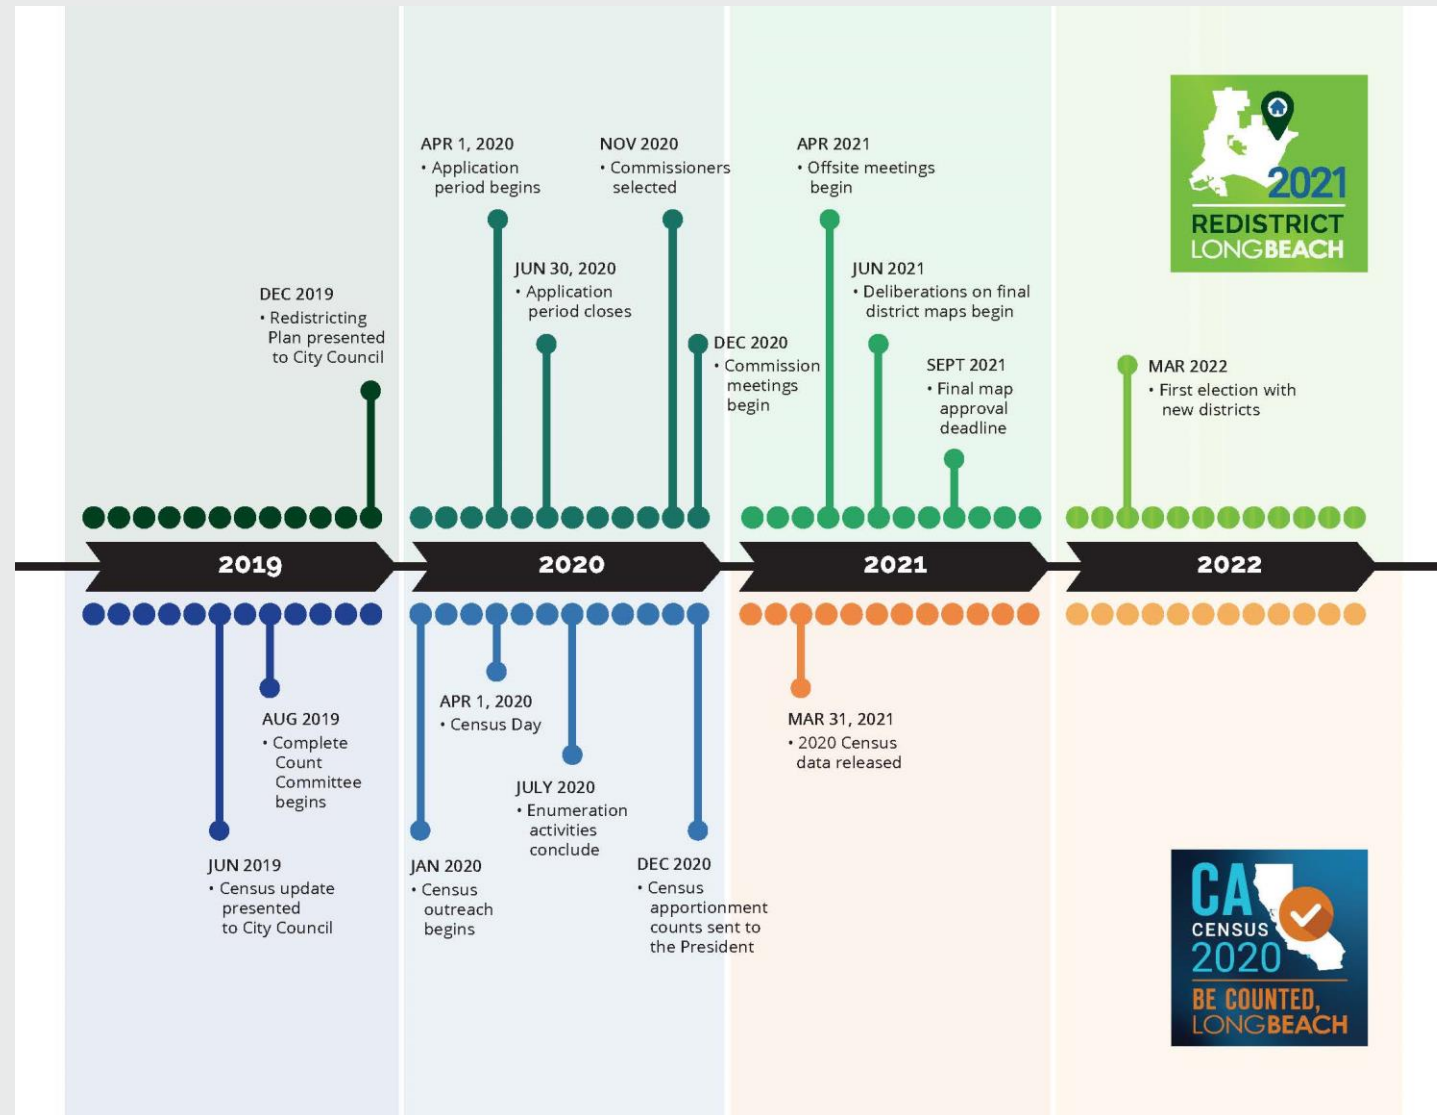 APR 1, 2020
• Application
period begins
NOV 2020
• Commissioners
selected
APR 2021
• Offsite meetings
begin
2021
REDISTRICT
LONGBEACH
JUN 30, 2020
• Application
period closes
JUN 2021
• Deliberations on final
district maps begin
DEC 2019
• Redistricting
Plan presented
to City Council
DEC 2020
• Commission
meetings
begin
SEPT 2021
• Final map
approval
deadline
MAR 2022
• First election with
new districts
2019
2020
2021
2022
AUG 2019
• Complete
Count
Committee
begins
APR 1, 2020
• Census Day
MAR 31, 2021
• 2020 Census
data released
JULY 2020
• Enumeration
activities
conclude
JUN 2019
• Census update
presented
to City Council
JAN 2020
• Census
outreach
begins
DEC 2020
• Census
apportionment
counts sent to
the President
CA
CENSUS
2020
BE COUNTED,
LONGBEACH